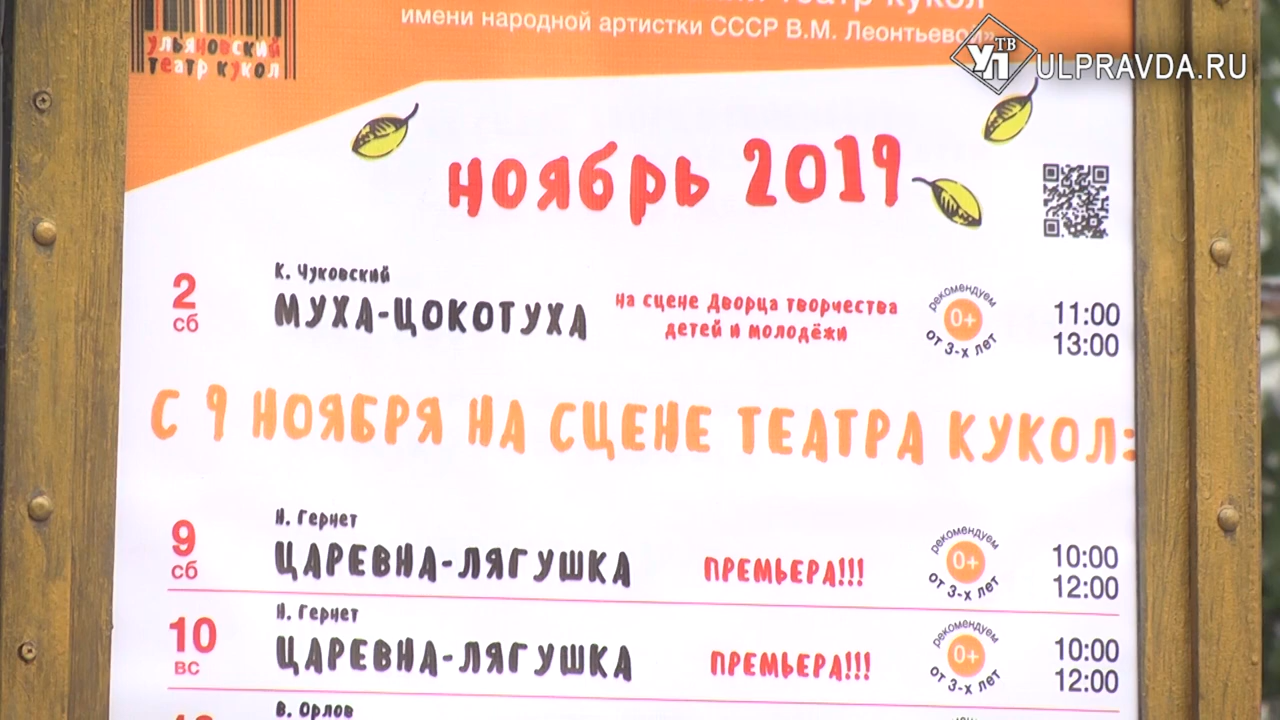 театр кукол
имени народной артистки СССР В.М. Леонтьевой»
ульяновский
театр кукол
УП ТВ ULPRAVDA.RU
ноябрь 2019
2
сб
К. Чуковский
МУХА-ЦОКОТУХА
на сцене Дворца творчества
детей и молодёжи
рекомендуем
0+
от 3-х лет
11:00
13:00
С 9 НОЯБРЯ НА СЦЕНЕ ТЕАТРА КУКОЛ:
9
сб
Н. Гернет
ЦАРЕВНА-ЛЯГУШКА
ПРЕМЬЕРА!!!
рекомендуем
0+
от 3-х лет
10:00
12:00
10
вс
Н. Гернет
ЦАРЕВНА-ЛЯГУШКА
ПРЕМЬЕРА!!!
рекомендуем
0+
от 3-х лет
10:00
12:00
В. Орлов